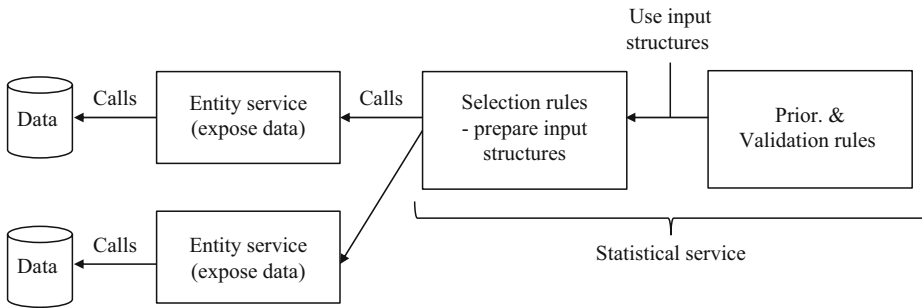 Use input
structures
Data
Calls
Entity service
(expose data)
Calls
Selection rules
- prepare input
structures
Prior. &
Validation rules
Data
Calls
Entity service
(expose data)
Statistical service